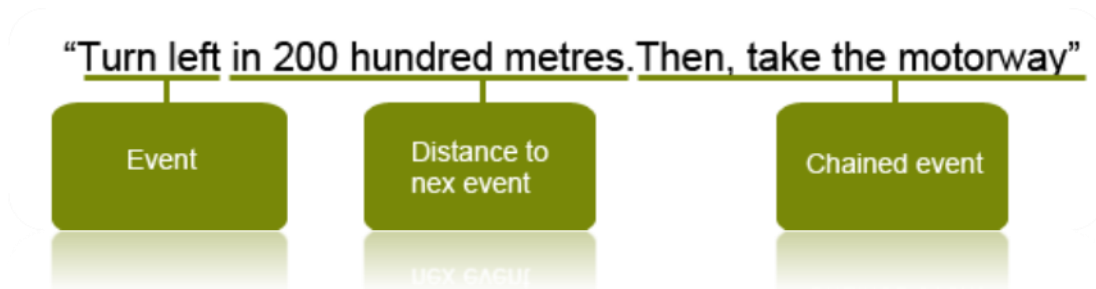 “Turn left in 200 hundred metres.Then, take the motorway”
Event
Distance to
nex event
Chained event